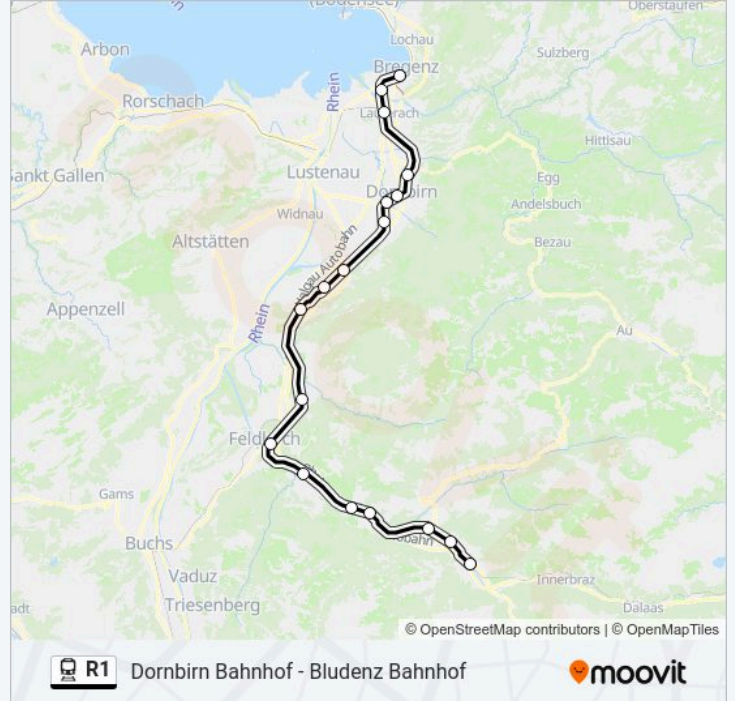 (Bodensee)
Oberstaufen
Lochau
Arbon
Sulzberg
Bregenz
Rhein
Rorschach
Lauterach
Hittisau
Lustenau
Sankt Gallen
Egg
Dornbirn
Andelsbuch
Widnau
Altstätten
Bezau
Appenzell
Rhein
Au
Feldkirch
Gams
Buchs
Vaduz
Innerbraz
Triesenberg
Dalaas
© OpenStreetMap contributors | © OpenMapTiles
R1 Dornbirn Bahnhof - Bludenz Bahnhof moovit